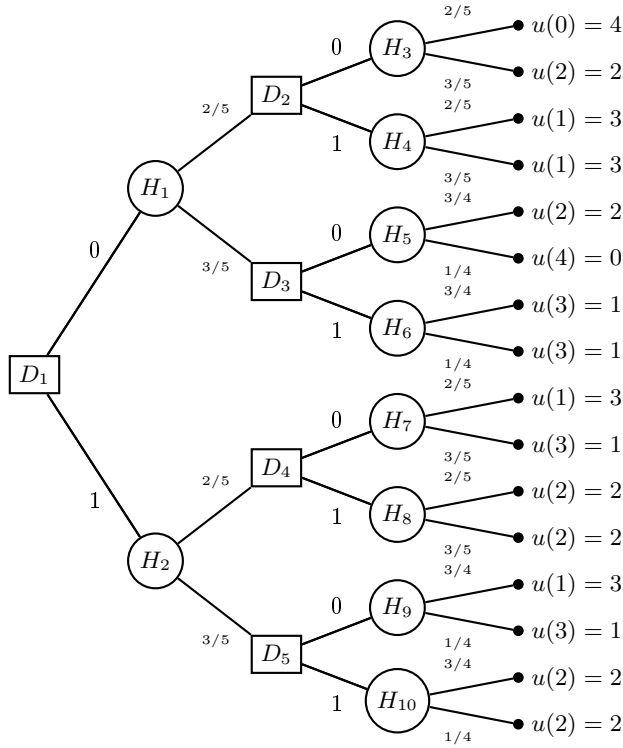 2/5
u(0) = 4
0
H₃
u(2) = 2
3/5
D₂
2/5
2/5
u(1) = 3
1
H₄
u(1) = 3
3/5
H₁
3/4
u(2) = 2
0
H₅
0
3/5
u(4) = 0
D₃
1/4
3/4
u(3) = 1
1
H₆
u(3) = 1
1/4
D₁
2/5
u(1) = 3
0
H₇
u(3) = 1
3/5
D₄
2/5
2/5
u(2) = 2
1
1
H₈
u(2) = 2
3/5
H₂
3/4
u(1) = 3
0
H₉
3/5
u(3) = 1
D₅
1/4
3/4
u(2) = 2
1
H₁₀
u(2) = 2
1/4